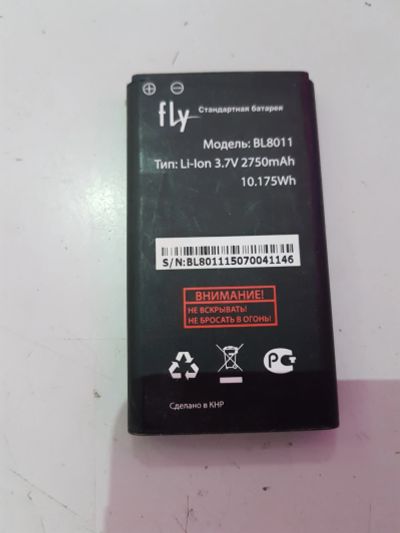 fly
Стандартная батарея
Модель: BL8011
Тип: Li-Ion 3.7V 2750mAh
10.175Wh
S/N:BL801115070041146
ВНИМАНИЕ!
НЕ ВСКРЫВАТЬ!
НЕ БРОСАТЬ В ОГОНЬ!
Сделано в КНР